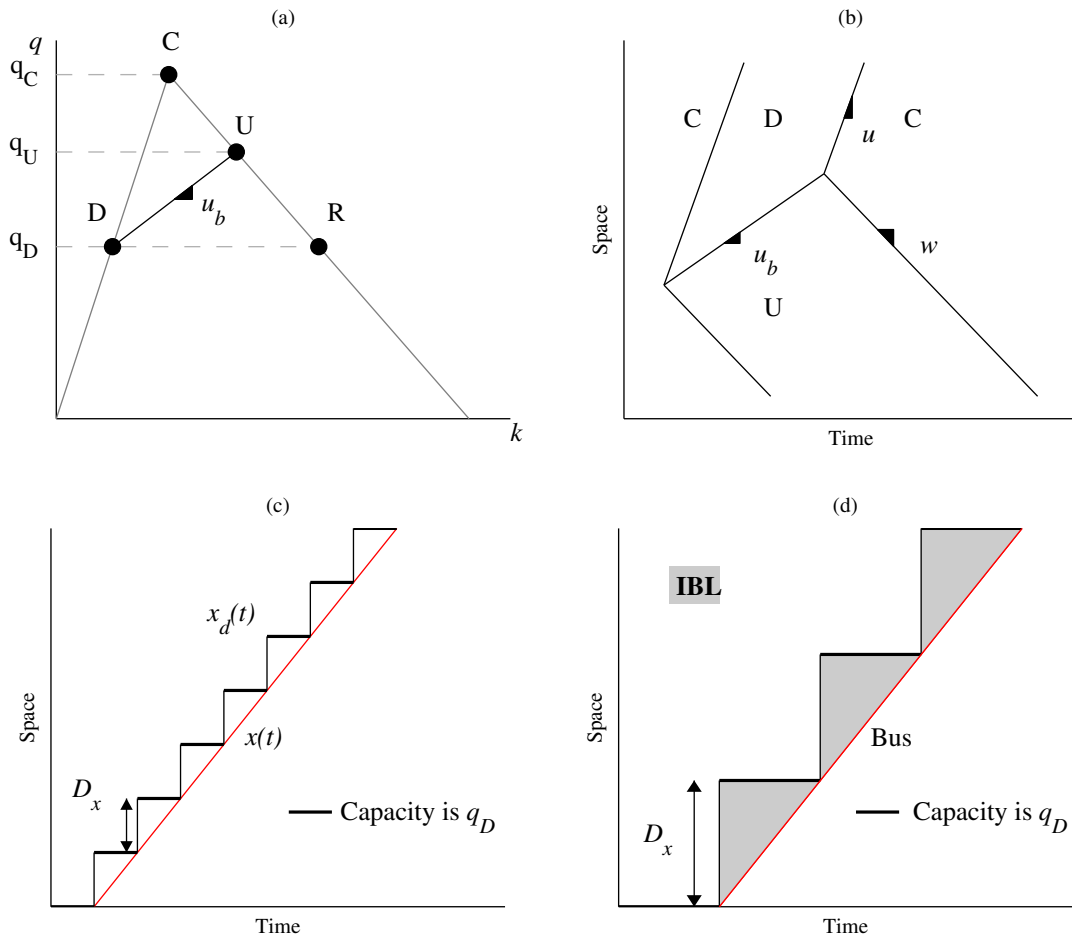 (a)
q
C
q_C
U
q_U
D
u_b
R
q_D
k
(b)
C
D
C
u
Space
u_b
w
U
Time
(c)
x_d(t)
Space
x(t)
D_x
Capacity is q_D
Time
(d)
IBL
Space
Bus
D_x
Capacity is q_D
Time